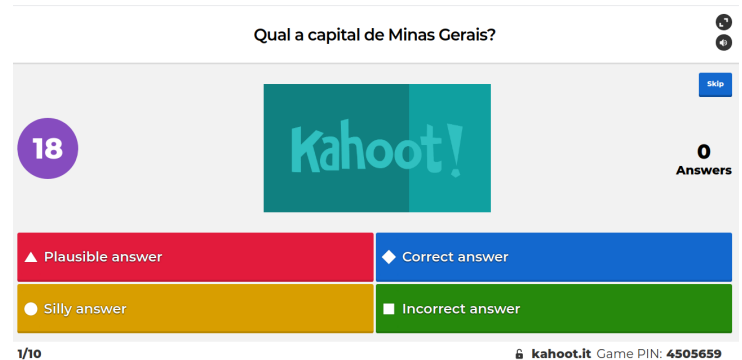 Qual a capital de Minas Gerais?
Skip
18
Kahoot!
0
Answers
Plausible answer
Correct answer
Silly answer
Incorrect answer
1/10
kahoot.it Game PIN: 4505659